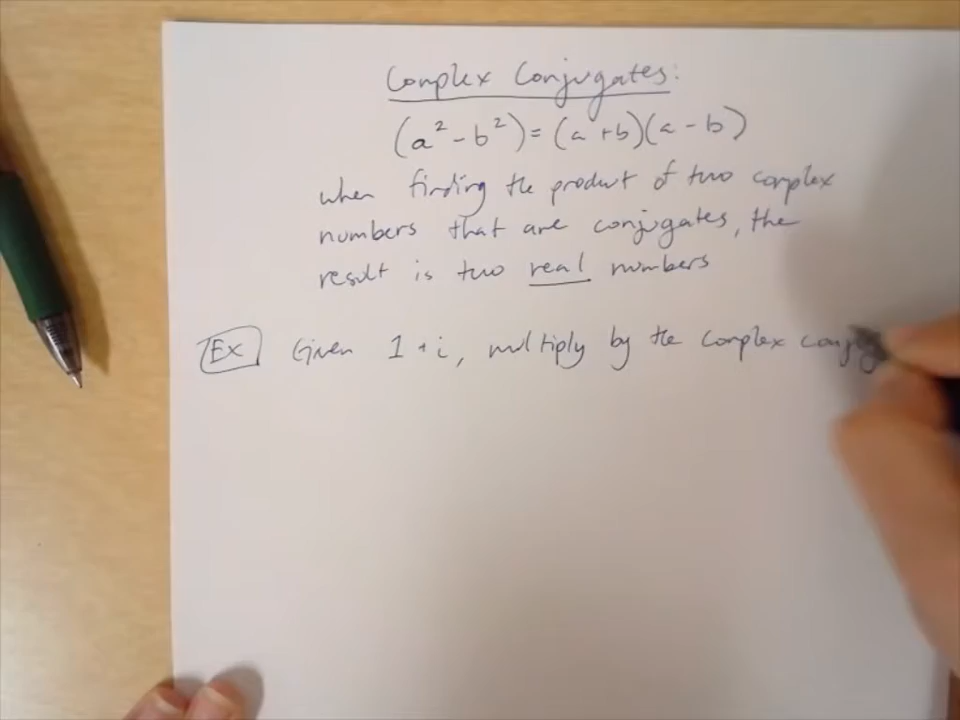 Complex Conjugates:
(a² - b²) = (a + b)(a - b)
when finding the product of two complex
numbers that are conjugates, the
result is two real numbers
Ex Given 1 + i, multiply by the complex